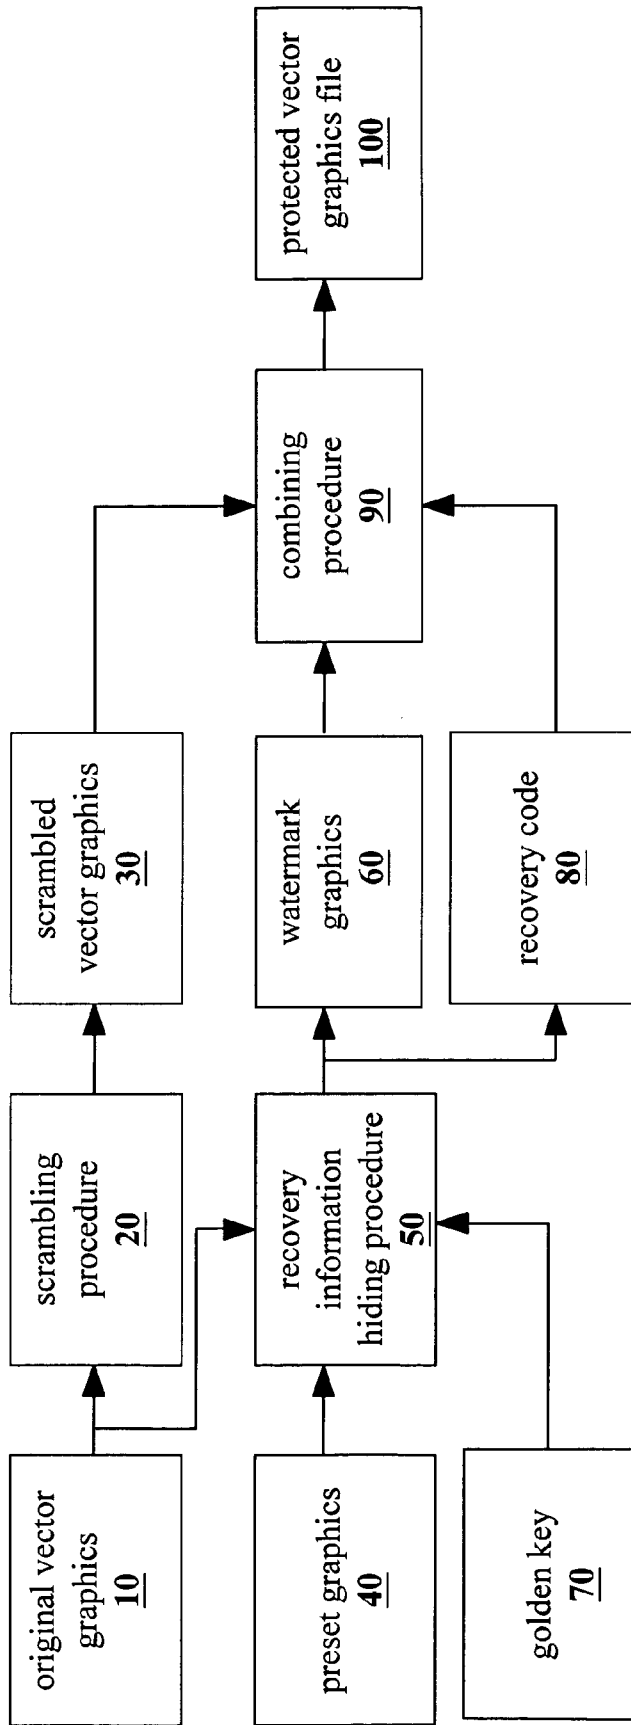 original vector
graphics
10
scrambling
procedure
20
scrambled
vector graphics
30
preset graphics
40
recovery
information
hiding procedure
50
watermark
graphics
60
combining
procedure
90
protected vector
graphics file
100
golden key
70
recovery code
80